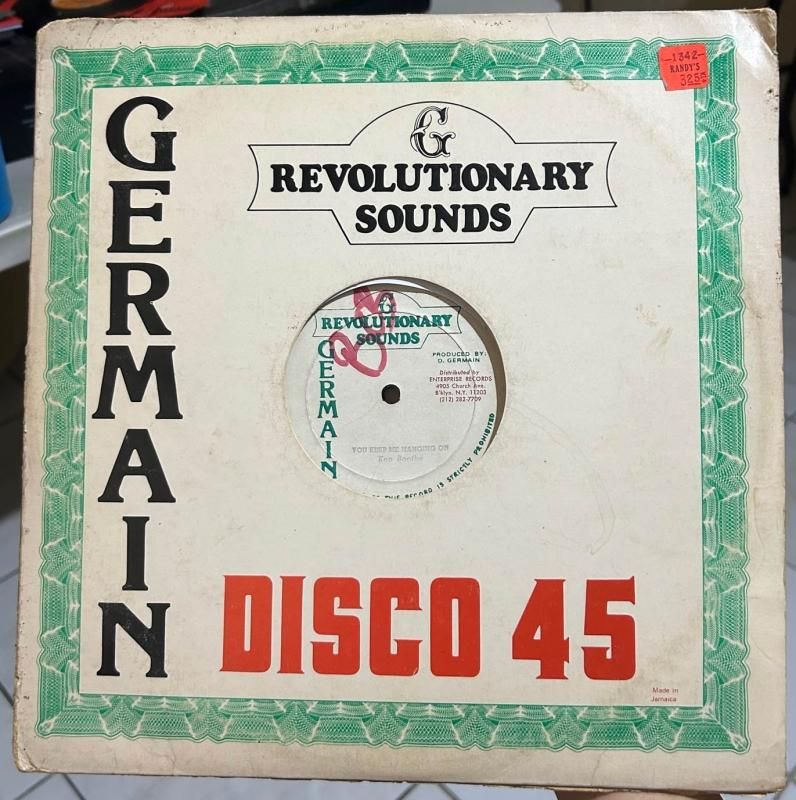 GERMAIN
G
REVOLUTIONARY
SOUNDS
-1342-
RANDY'S
REVOLUTIONARY
SOUNDS
GERMAIN
PRODUCED BY:
D. GERMAIN
Distributed by
ENTERPRISE RECORDS
4905 Church Ave.
B'klyn. N.Y. 11203
(212) 282-7709
YOU KEEP ME HANGING ON
Ken Boothe
THIS RECORD IS STRICTLY PROHIBITED
DISCO 45
Made in
Jamaica